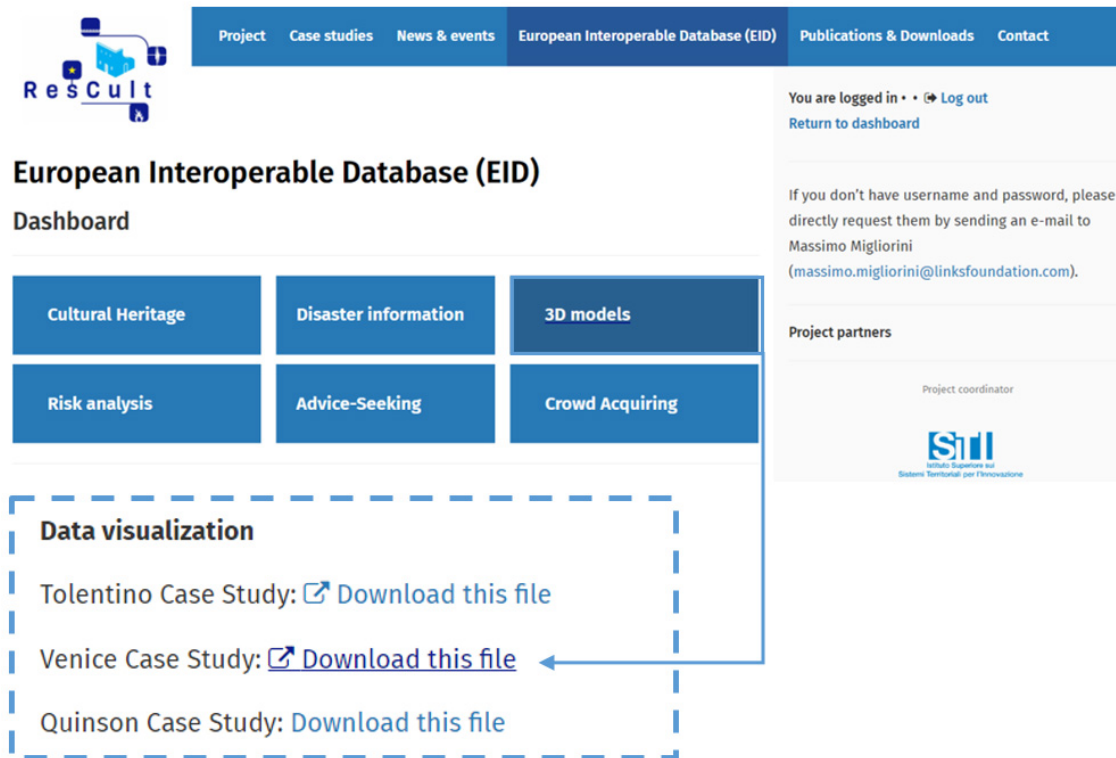 ResCult
Project Case studies News & events European Interoperable Database (EID) Publications & Downloads Contact
You are logged in • • Log out
Return to dashboard
European Interoperable Database (EID)
Dashboard
If you don't have username and password, please
directly request them by sending an e-mail to
Massimo Migliorini
(massimo.migliorini@linksfoundation.com).
Cultural Heritage Disaster information 3D models
Risk analysis Advice-Seeking Crowd Acquiring
Project partners
Project coordinator
SiTI
Istituto Superiore sui
Sistemi Territoriali per l'Innovazione
Data visualization
Tolentino Case Study: Download this file
Venice Case Study: Download this file
Quinson Case Study: Download this file